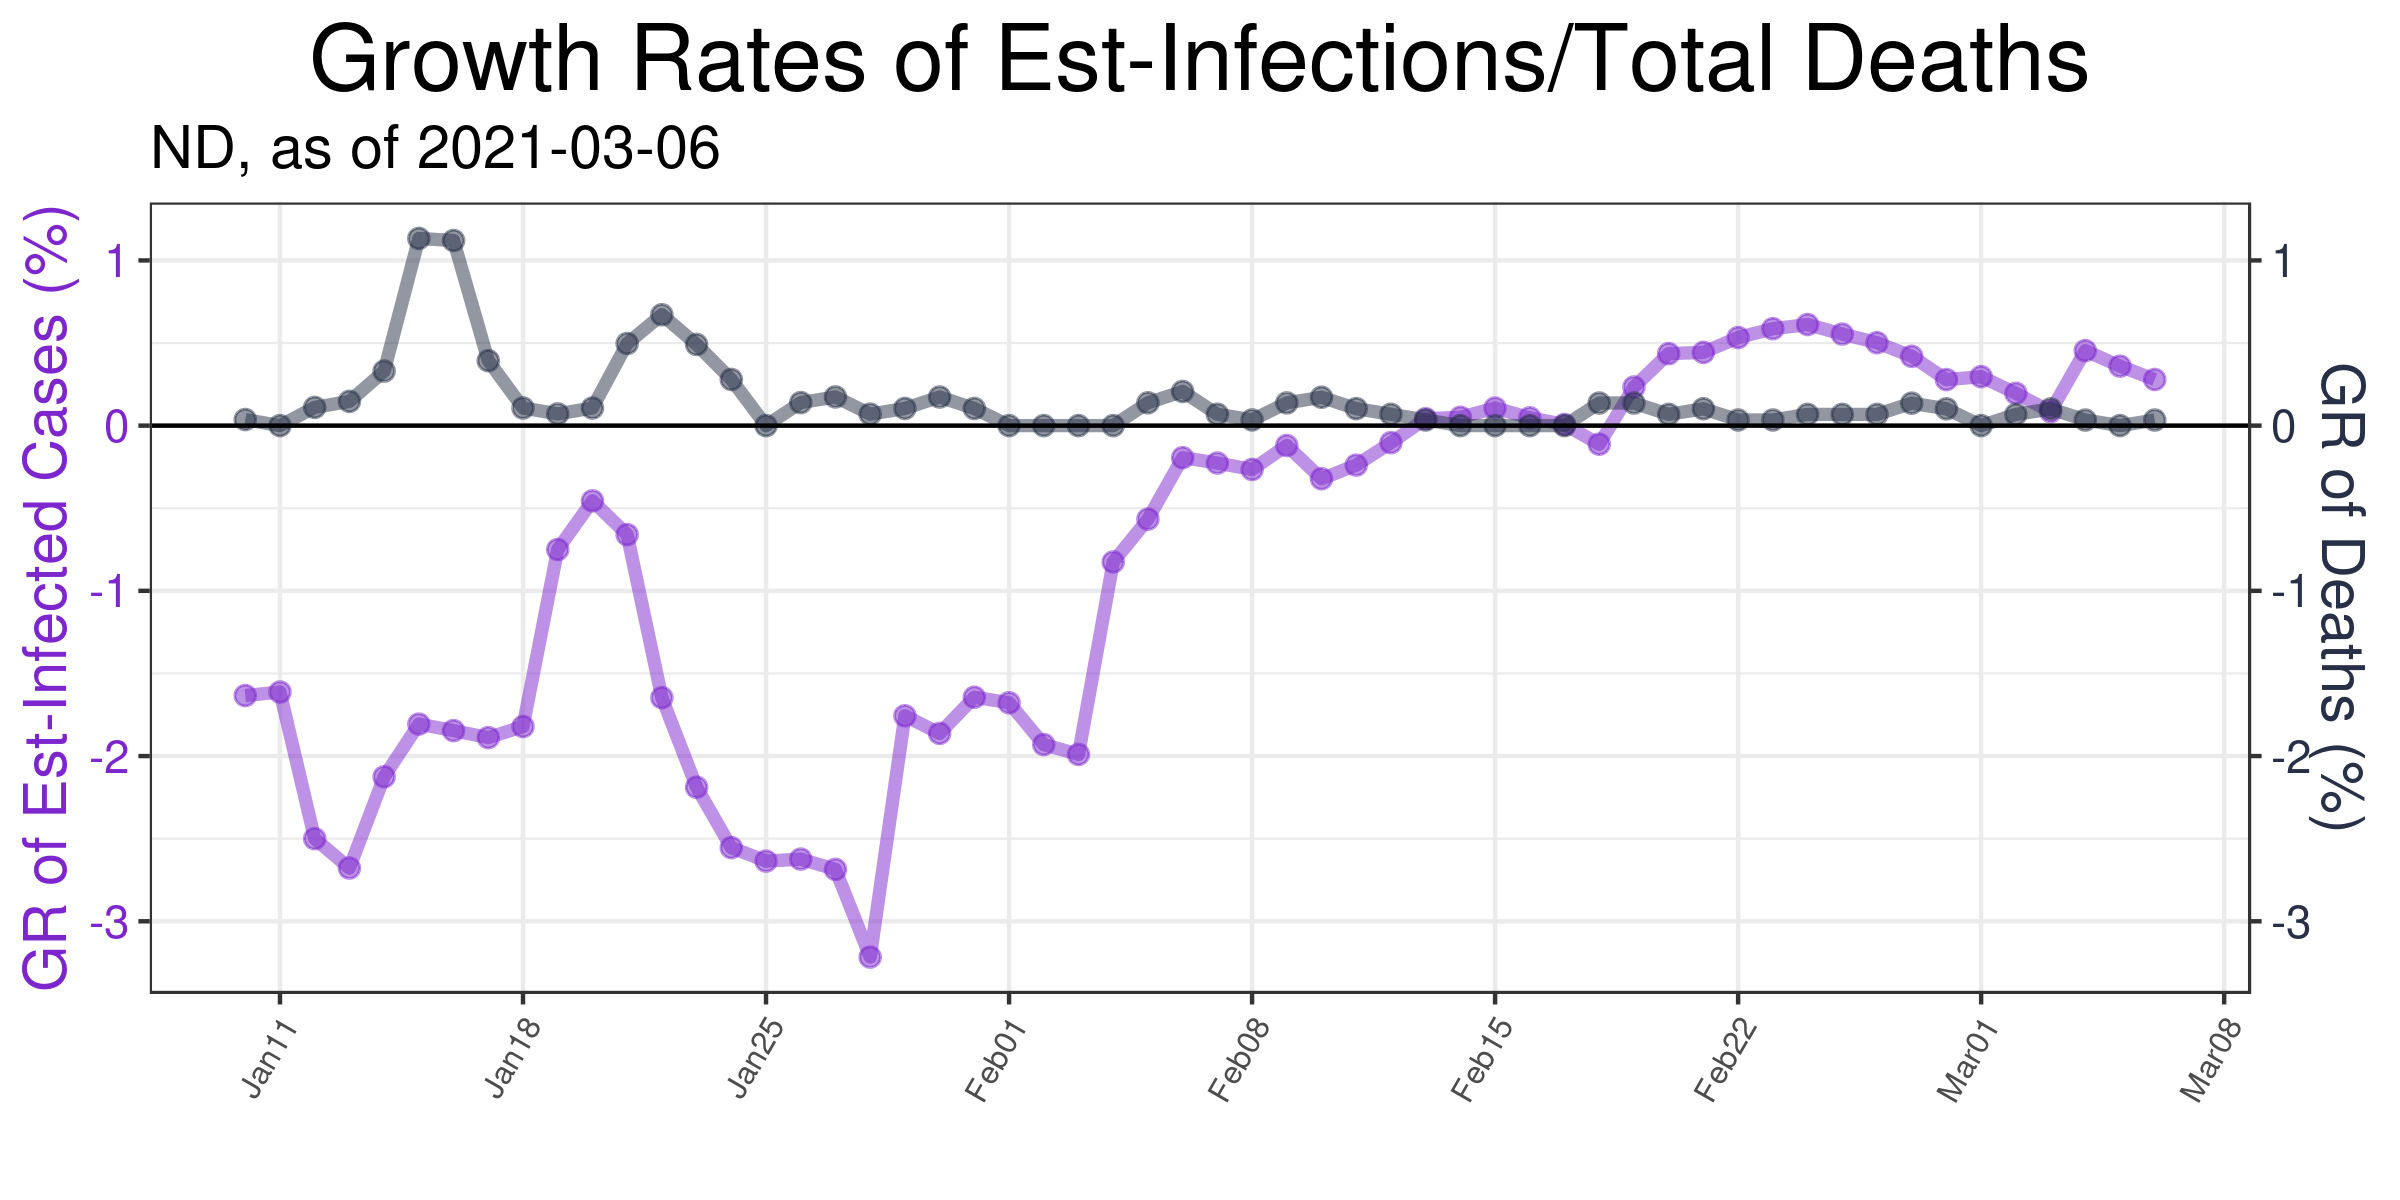 Growth Rates of Est-Infections/Total Deaths
ND, as of 2021-03-06
GR of Est-Infected Cases (%)
1
0
-1
-2
-3
1
0
-1
-2
-3
GR of Deaths (%)
Jan11
Jan18
Jan25
Feb01
Feb08
Feb15
Feb22
Mar01
Mar08